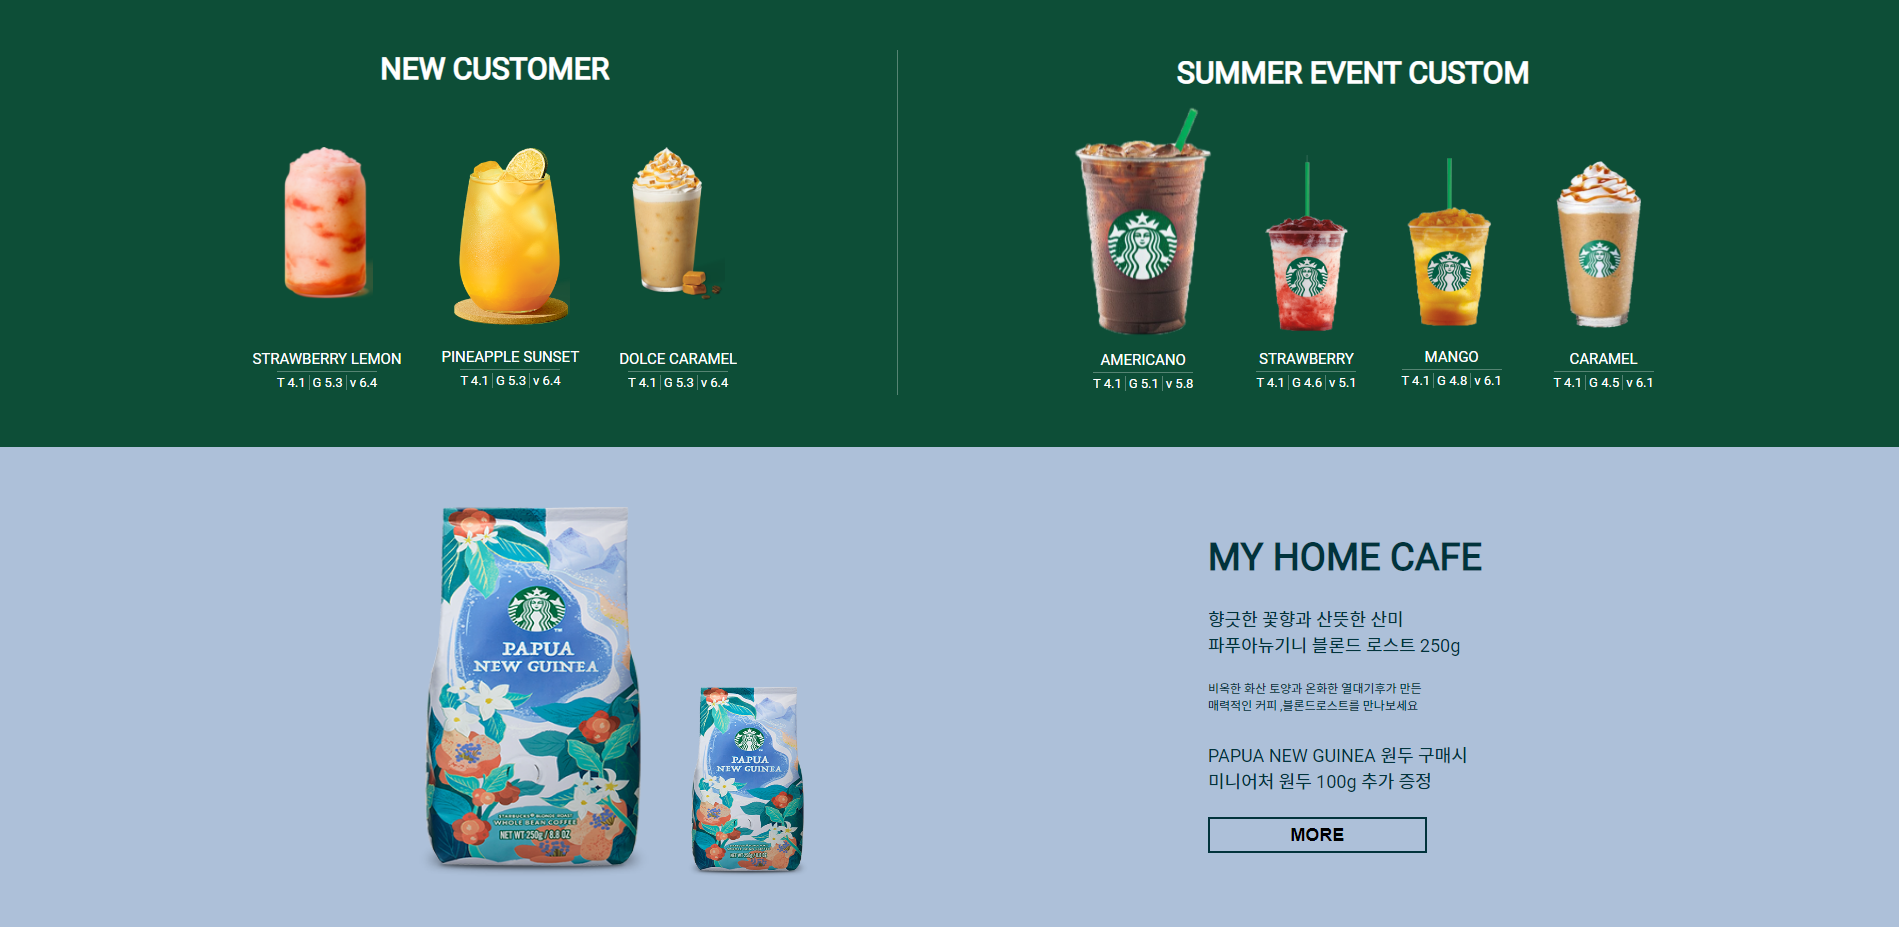 NEW CUSTOMER
STRAWBERRY LEMON
T 4.1 G 5.3 v 6.4
PINEAPPLE SUNSET
T 4.1 G 5.3 v 6.4
DOLCE CARAMEL
T 4.1 G 5.3 v 6.4
SUMMER EVENT CUSTOM
AMERICANO
T 4.1 G 5.1 v 5.8
STRAWBERRY
T 4.1 G 4.6 v 5.1
MANGO
T 4.1 G 4.8 v 6.1
CARAMEL
T 4.1 G 4.5 v 6.1
PAPUA
NEW GUINEA
STARBUCKS® BLONDE ROAST
WHOLE BEAN COFFEE
NET WT 250g / 8.8 OZ
PAPUA
NEW GUINEA
MY HOME CAFE
향긋한 꽃향과 산뜻한 산미
파푸아뉴기니 블론드 로스트 250g
비옥한 화산 토양과 온화한 열대기후가 만든
매력적인 커피 ,블론드로스트를 만나보세요
PAPUA NEW GUINEA 원두 구매시
미니어처 원두 100g 추가 증정
MORE